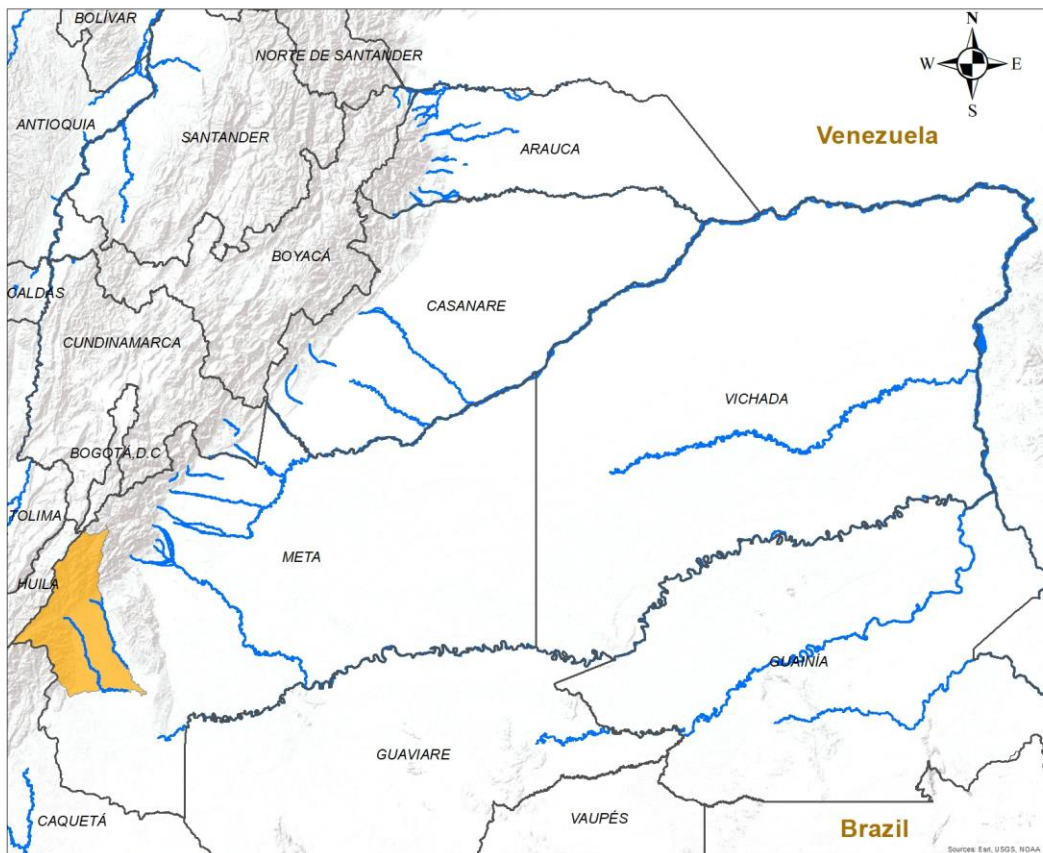 BOLÍVAR
N
NORTE DE SANTANDER
W
E
S
ANTIOQUIA
SANTANDER
Venezuela
ARAUCA
BOYACÁ
CALDAS
CASANARE
CUNDINAMARCA
VICHADA
BOGOTÁ,D.C
TOLIMA
META
HUILA
GUAINÍA
GUAVIARE
CAQUETÁ
VAUPÉS
Brazil
Sources: Esri, USGS, NOAA